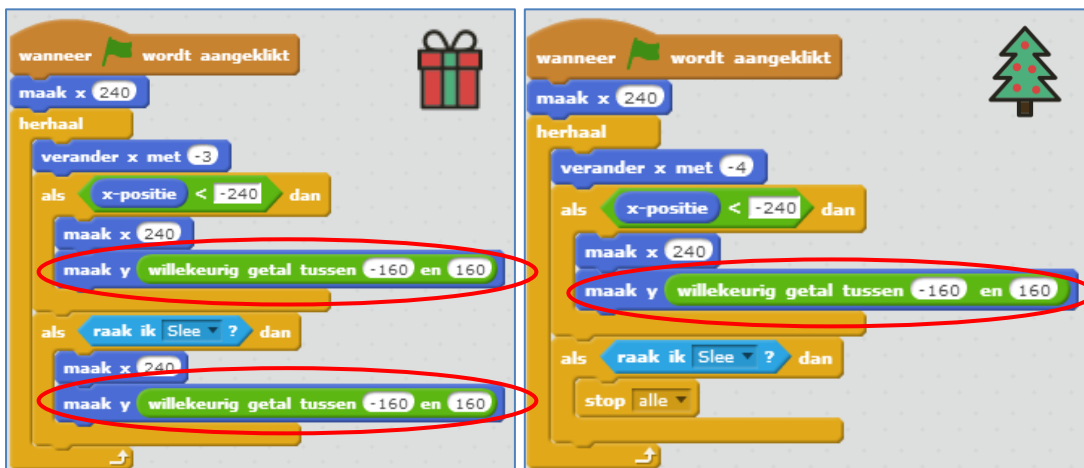 wanneer wordt aangeklikt
maak x 240
herhaal
verander x met -3
als x-positie < -240 dan
maak x 240
maak y willekeurig getal tussen -160 en 160
als raak ik Slee ? dan
maak x 240
maak y willekeurig getal tussen -160 en 160
wanneer wordt aangeklikt
maak x 240
herhaal
verander x met -4
als x-positie < -240 dan
maak x 240
maak y willekeurig getal tussen -160 en 160
als raak ik Slee ? dan
stop alle